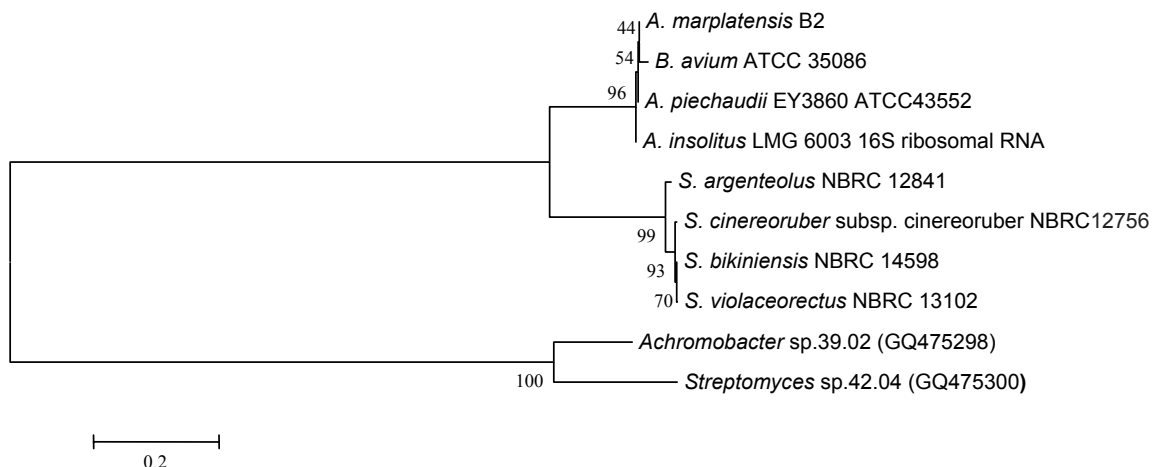 44
A. marplatensis B2
54
B. avium ATCC 35086
96
A. piechaudii EY3860 ATCC43552
A. insolitus LMG 6003 16S ribosomal RNA
S. argenteolus NBRC 12841
S. cinereoruber subsp. cinereoruber NBRC12756
99
S. bikiniensis NBRC 14598
93
70
S. violaceorectus NBRC 13102
Achromobacter sp.39.02 (GQ475298)
100
Streptomyces sp.42.04 (GQ475300)
0.2